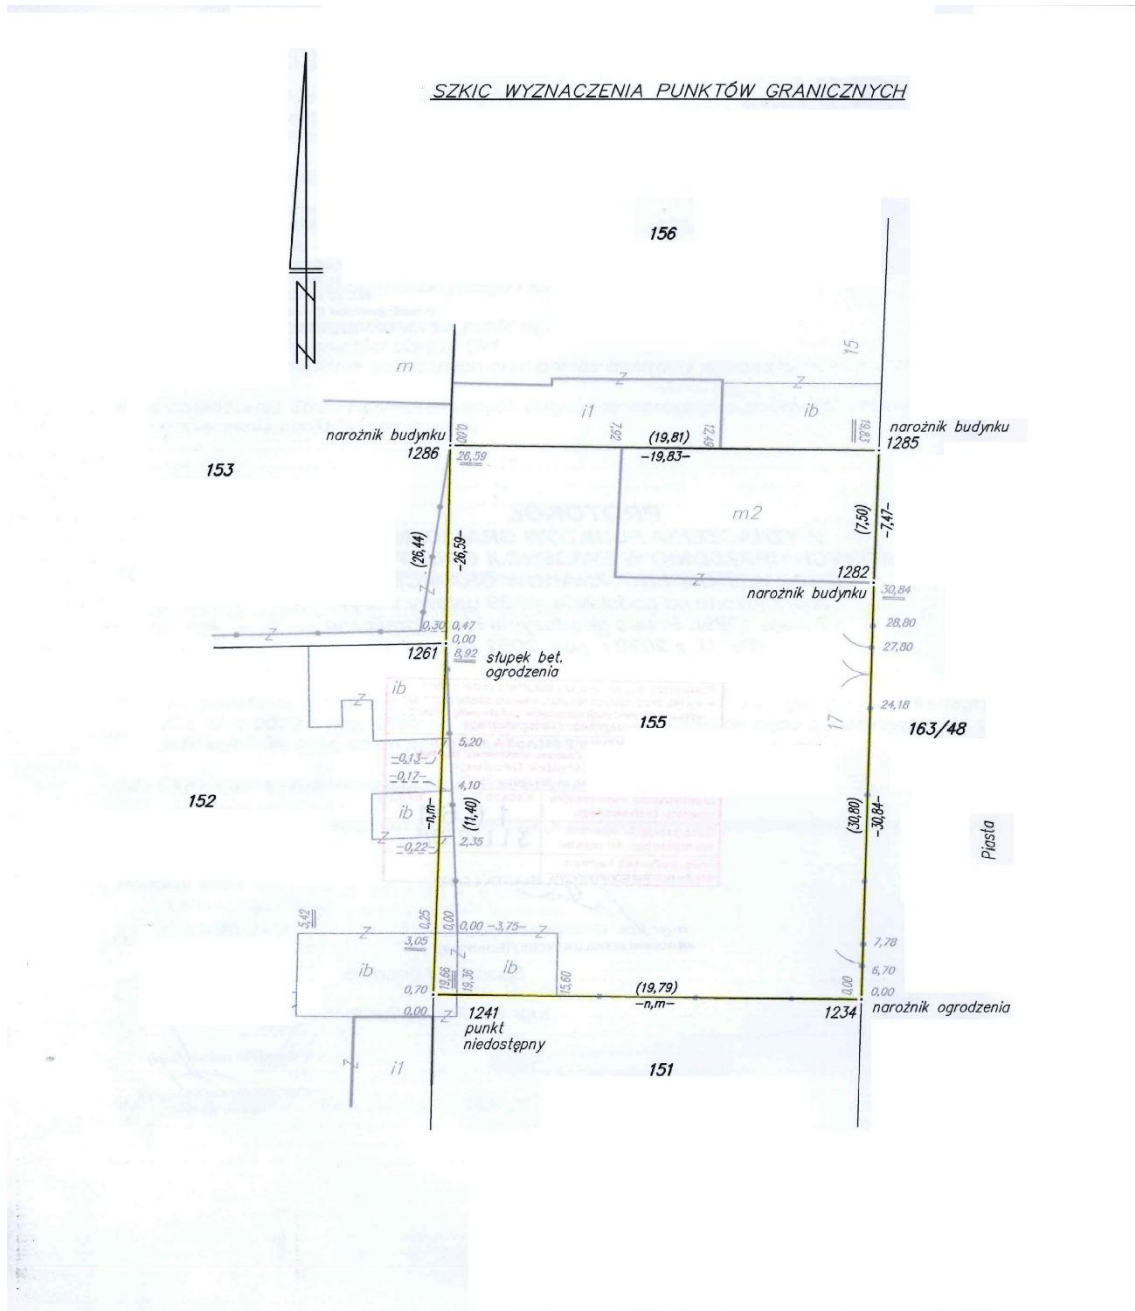 SZKIC WYZNACZENIA PUNKTÓW GRANICZNYCH
156
15
m
z
z
i1
ib
narożnik budynku
0,00
7,92
(19,81)
12,49
19,83
narożnik budynku
1286
26,59
-19,83-
1285
153
m2
(7,50)
-7,47-
(26,44)
-26,59-
z
1282
z
narożnik budynku
30,84
0,30
0,47
28,80
z
0,00
27,80
1261
8,92
słupek bet.
ogrodzenia
ib
z
24,18
155
17
163/48
5,20
-0,13-
-0,17-
4,10
152
ib
-n,m-
(11,40)
(30,80)
-30,84-
Piasta
z
-0,22-
2,35
5,42
0,25
0,00
0,00
-3,75-
z
z
3,05
z
7,78
ib
ib
6,70
0,70
19,66
19,36
15,60
(19,79)
0,00
0,00
-n,m-
0,00
z
1241
1234
narożnik ogrodzenia
punkt
niedostępny
z
i1
151